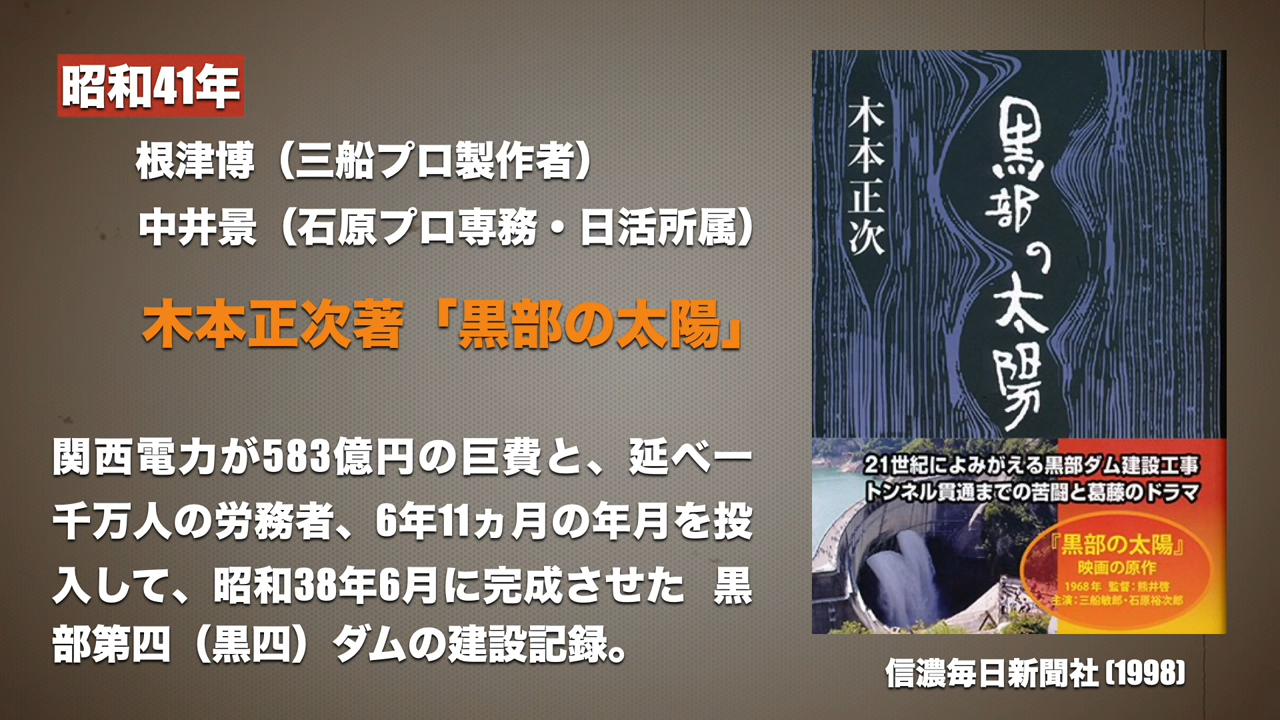 昭和41年
根津博（三船プロ製作者）
中井景（石原プロ専務・日活所属）
木本正次著「黒部の太陽」
関西電力が583億円の巨費と、延べ一
千万人の労務者、6年11ヵ月の年月を投
入して、昭和38年6月に完成させた 黒
部第四（黒四）ダムの建設記録。
黒部の太陽
木本正次
21世紀によみがえる黒部ダム建設工事
トンネル貫通までの苦闘と葛藤のドラマ
『黒部の太陽』
映画の原作
1968年 監督：熊井啓
主演：三船敏郎・石原裕次郎
信濃毎日新聞社 (1998)